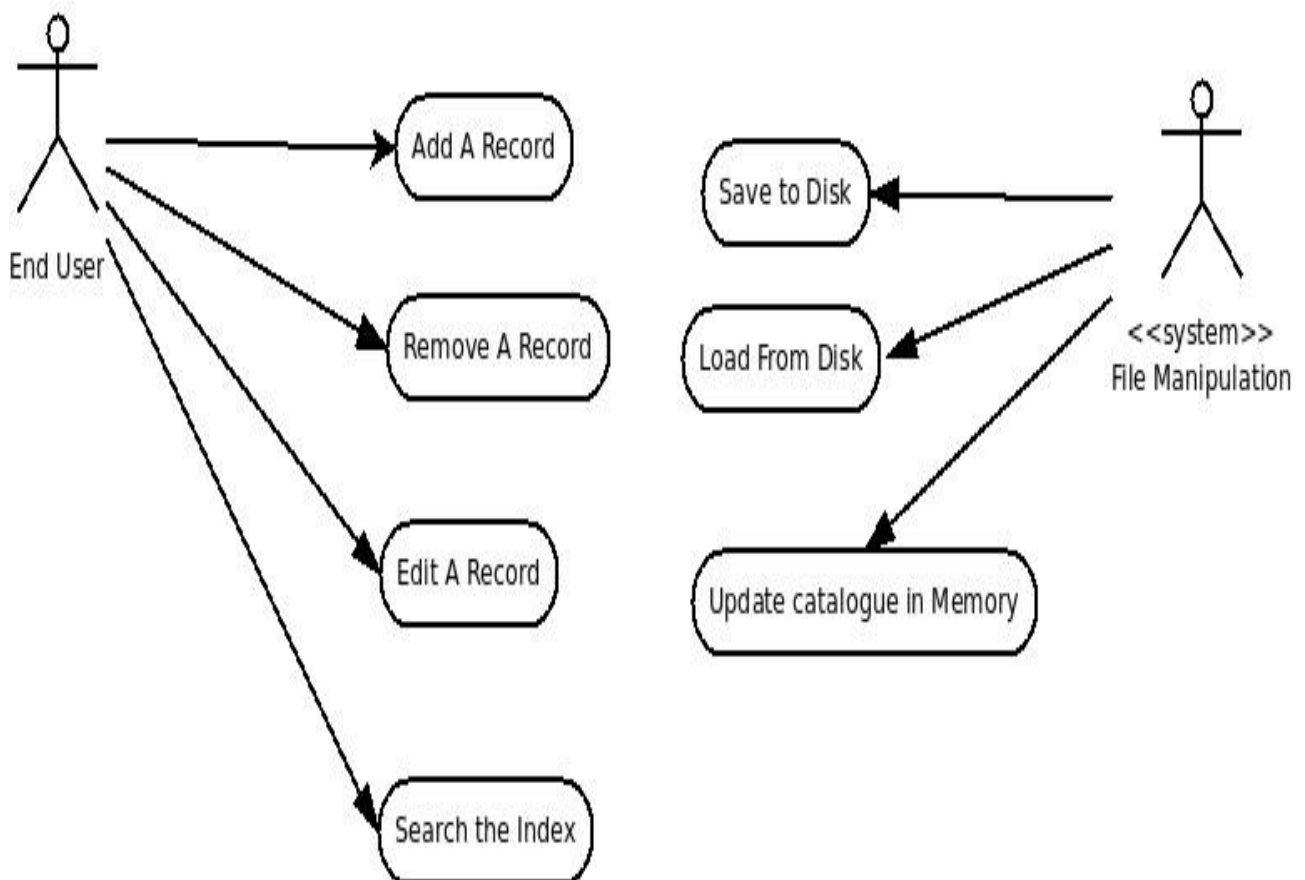 End User
Add A Record
Remove A Record
Edit A Record
Search the Index
Save to Disk
Load From Disk
Update catalogue in Memory
<<system>>
File Manipulation